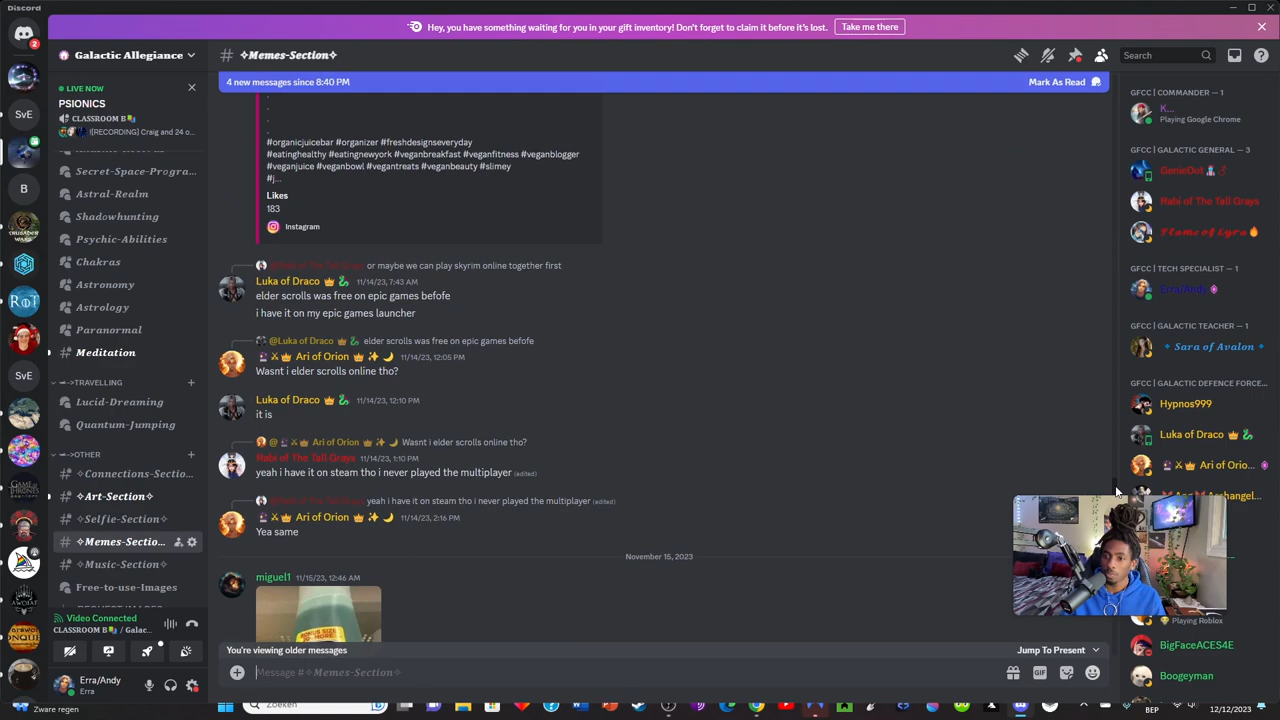 Discord
Hey, you have something waiting for you in your gift inventory! Don't forget to claim it before it's lost.
Take me there
2
Galactic Allegiance
# ✧Memes-Section✧
Search
LIVE NOW
PSIONICS
CLASSROOM B
![RECORDING] Craig and 24 o...
Secret-Space-Progra...
Astral-Realm
Shadowhunting
Psychic-Abilities
Chakras
Astronomy
Astrology
Paranormal
Meditation
->TRAVELLING
Lucid-Dreaming
Quantum-Jumping
->OTHER
✧Connections-Sectio...
✧Art-Section✧
✧Selfie-Section✧
✧Memes-Sectio...
✧Music-Section✧
Free-to-use-Images
Video Connected
CLASSROOM B / Galac...
Erra/Andy
Erra
SvE
B
SvE
4 new messages since 8:40 PM
Mark As Read
.
.
.
#organicjuicebar #organizer #freshdesignseveryday
#eatinghealthy #eatingnewyork #veganbreakfast #veganfitness #veganblogger
#veganjuice #veganbowl #vegantreats #veganbeauty #slimey
#j...
Likes
183
Instagram
@Rabi of The Tall Grays or maybe we can play skyrim online together first
Luka of Draco 11/14/23, 7:43 AM
elder scrolls was free on epic games befofe
i have it on my epic games launcher
@Luka of Draco elder scrolls was free on epic games befofe
Ari of Orion 11/14/23, 12:05 PM
Wasnt i elder scrolls online tho?
Luka of Draco 11/14/23, 12:10 PM
it is
@ Ari of Orion Wasnt i elder scrolls online tho?
Rabi of The Tall Grays 11/14/23, 1:10 PM
yeah i have it on steam tho i never played the multiplayer (edited)
@Rabi of The Tall Grays yeah i have it on steam tho i never played the multiplayer (edited)
Ari of Orion 11/14/23, 2:16 PM
Yea same
November 15, 2023
miguel1 11/15/23, 12:46 AM
BONUS SIZE
You're viewing older messages
Jump To Present
Message #✧Memes-Section✧
GIF
GFCC | COMMANDER — 1
K...
Playing Google Chrome
GFCC | GALACTIC GENERAL — 3
GenieDot
Rabi of The Tall Grays
Flame of Lyra
GFCC | TECH SPECIALIST — 1
Erra/Andy
GFCC | GALACTIC TEACHER — 1
Sara of Avalon
GFCC | GALACTIC DEFENCE FORCE...
Hypnos999
Luka of Draco
Ari of Orio...
Playing Roblox
BigFaceACES4E
Boogeyman
Zware regen
Zoeken
BEP
12/12/2023